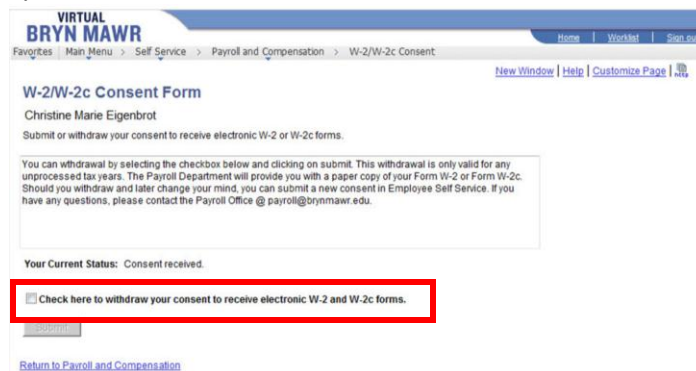 VIRTUAL
BRYN MAWR
Home | Worklist | Sign ou
Favorites | Main Menu > Self Service > Payroll and Compensation > W-2/W-2c Consent
New Window | Help | Customize Page |
W-2/W-2c Consent Form
Christine Marie Eigenbrot
Submit or withdraw your consent to receive electronic W-2 or W-2c forms.
You can wthdrawal by selecting the checkbox below and clicking on submit. This withdrawal is only valid for any
unprocessed tax years. The Payroll Department will provide you with a paper copy of your Form W-2 or Form W-2c.
Should you withdraw and later change your mind, you can submit a new consent in Employee Self Service. If you
have any questions, please contact the Payroll Office @ payroll@brynmawr.edu.
Your Current Status: Consent received.
Check here to withdraw your consent to receive electronic W-2 and W-2c forms.
Submit
Return to Payroll and Compensation